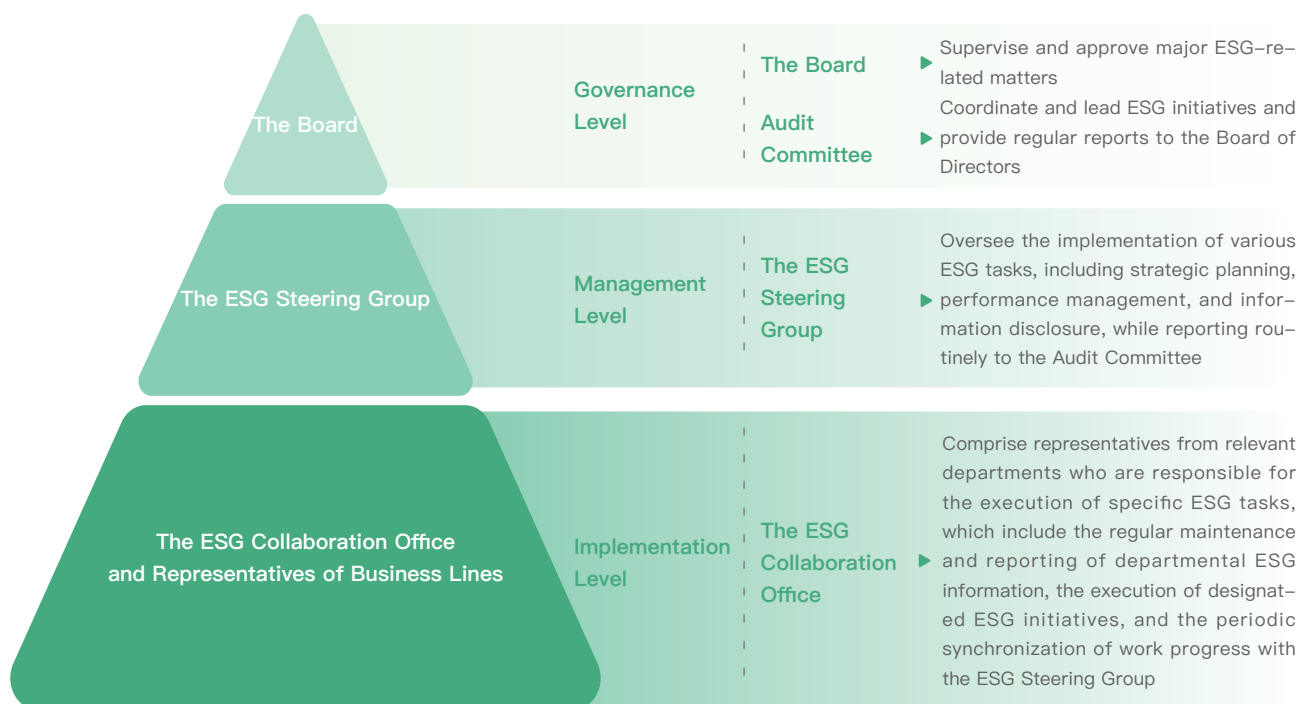 The Board
Governance
Level
The Board
Supervise and approve major ESG-re-
lated matters
Audit
Committee
Coordinate and lead ESG initiatives and
provide regular reports to the Board of
Directors
The ESG Steering Group
Management
Level
The ESG
Steering
Group
Oversee the implementation of various
ESG tasks, including strategic planning,
performance management, and infor-
mation disclosure, while reporting rou-
tinely to the Audit Committee
The ESG Collaboration Office
and Representatives of Business Lines
Implementation
Level
The ESG
Collaboration
Office
Comprise representatives from relevant
departments who are responsible for
the execution of specific ESG tasks,
which include the regular maintenance
and reporting of departmental ESG
information, the execution of designat-
ed ESG initiatives, and the periodic
synchronization of work progress with
the ESG Steering Group